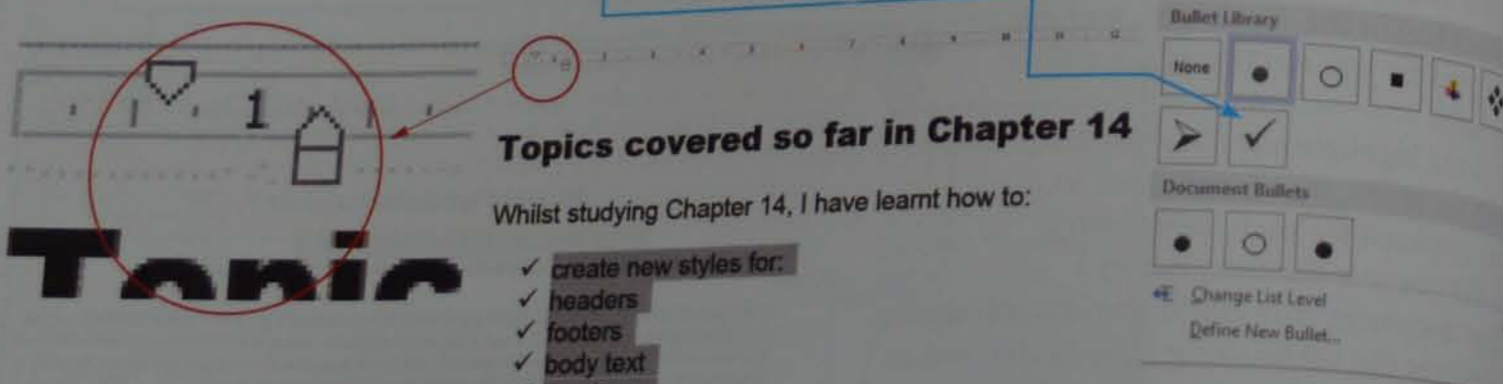 1
Topic
Topics covered so far in Chapter 14
Whilst studying Chapter 14, I have learnt how to:
✓ create new styles for:
✓ headers
✓ footers
✓ body text
Bullet Library
None
Document Bullets
Change List Level
Define New Bullet...